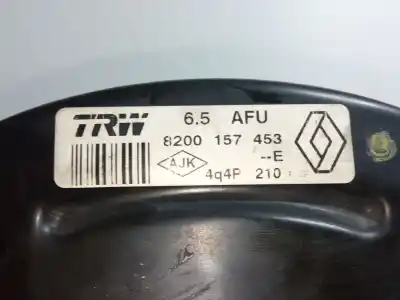 TRW 6.5 AFU
8200 157 453
--E
AJK
4q4P 210